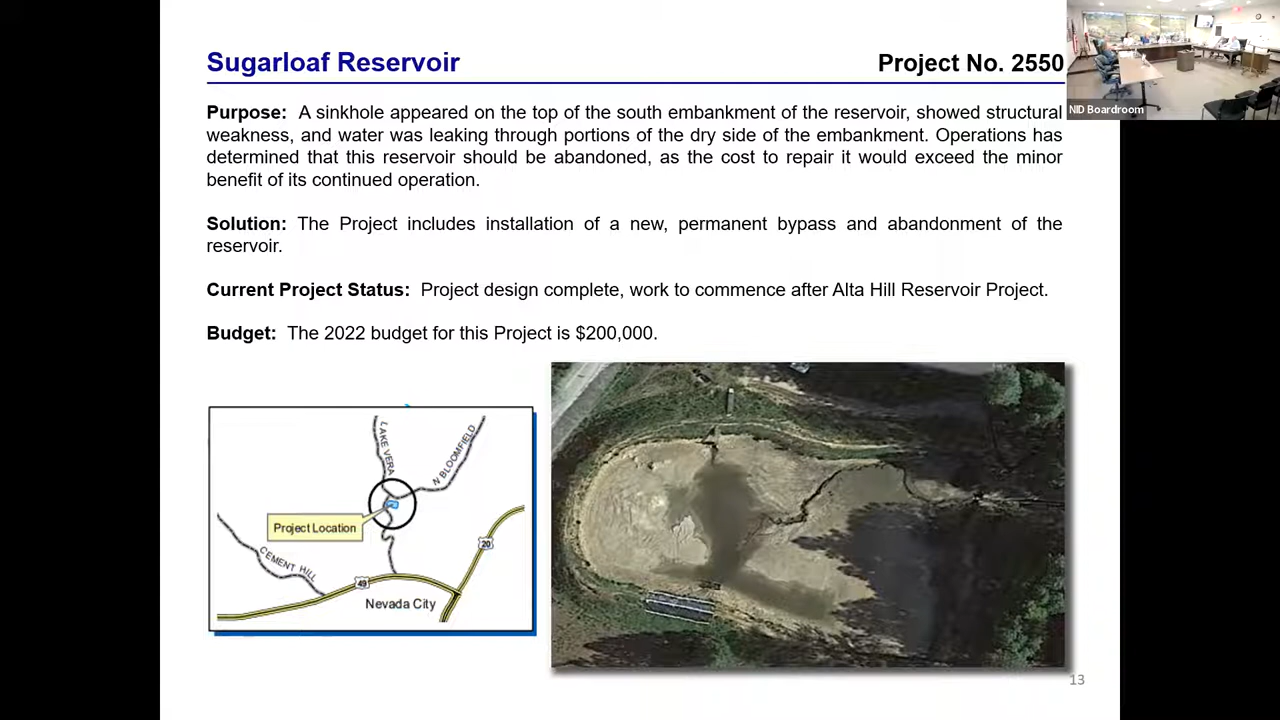 Sugarloaf Reservoir
Project No. 2550
NID Boardroom
Purpose: A sinkhole appeared on the top of the south embankment of the reservoir, showed structural
weakness, and water was leaking through portions of the dry side of the embankment. Operations has
determined that this reservoir should be abandoned, as the cost to repair it would exceed the minor
benefit of its continued operation.
Solution: The Project includes installation of a new, permanent bypass and abandonment of the
reservoir.
Current Project Status: Project design complete, work to commence after Alta Hill Reservoir Project.
Budget: The 2022 budget for this Project is $200,000.
LAKE VERA
N BLOOMFIELD
Project Location
CEMENT HILL
20
49
Nevada City
13